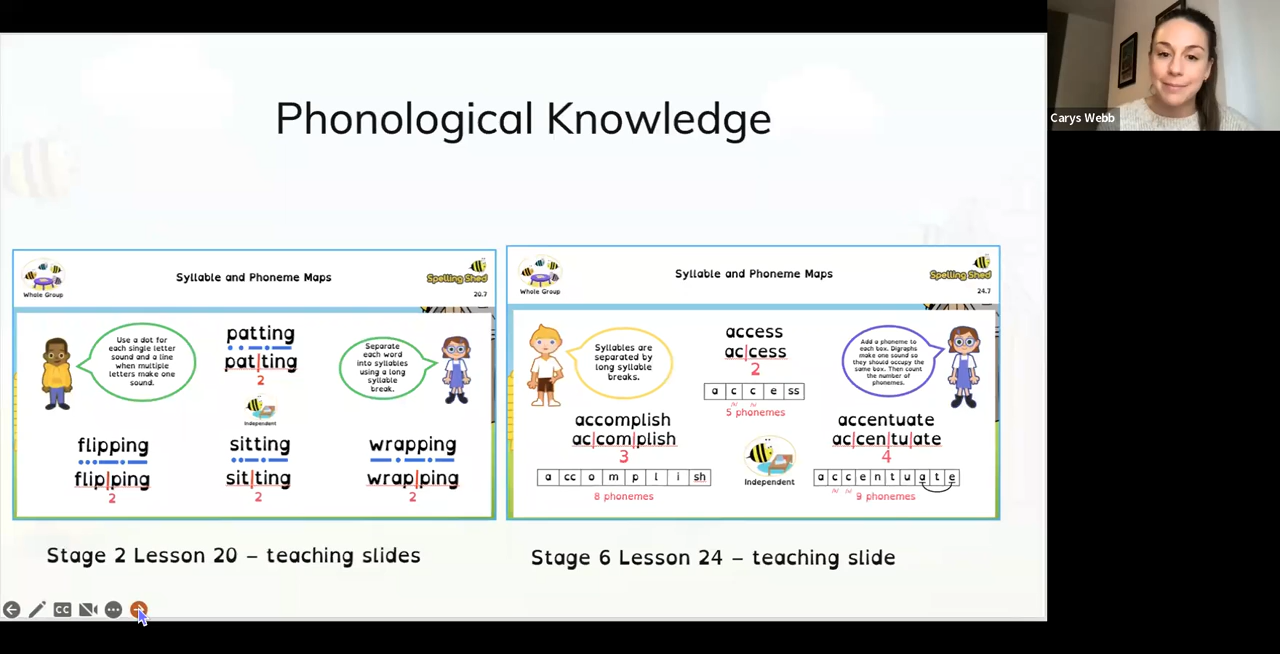 Phonological Knowledge
Carys Webb
Syllable and Phoneme Maps
Whole Group
Spelling Shed
20.7
Use a dot for
each single letter
sound and a line
when multiple
letters make one
sound.
patting
pat|ting
2
Separate
each word
into syllables
using a long
syllable
break.
Independent
flipping
flip|ping
2
sitting
sit|ting
2
wrapping
wrap|ping
2
Stage 2 Lesson 20 – teaching slides
Syllable and Phoneme Maps
Whole Group
Spelling Shed
24.7
Syllables are
separated by
long syllable
breaks.
access
ac|cess
2
a c c e ss
5 phonemes
Add a phoneme to
each box. Digraphs
make one sound so
they should occupy the
same box. Then count
the number of
phonemes.
accomplish
ac|com|plish
3
a cc o m p l i sh
8 phonemes
Independent
accentuate
ac|cen|tu|ate
4
a c c e n t u a t e
9 phonemes
Stage 6 Lesson 24 – teaching slide
CC